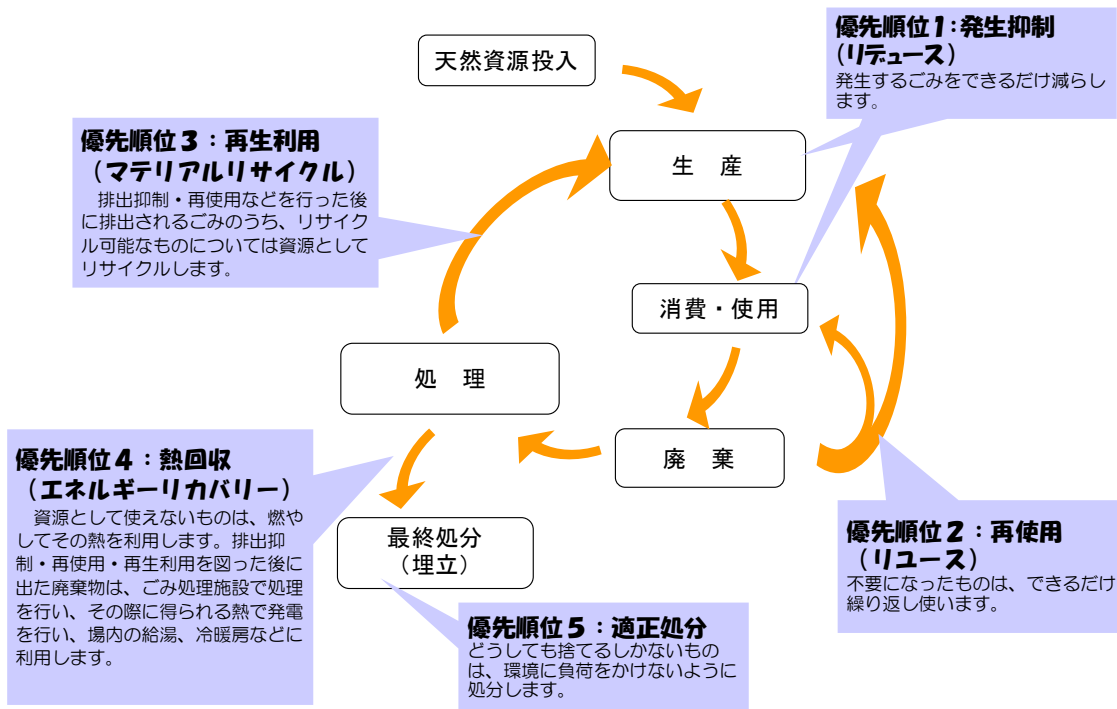 優先順位1:発生抑制
(リデュース)
発生するごみをできるだけ減らし
ます。
天然資源投入
優先順位3:再生利用
(マテリアルリサイクル)
排出抑制・再使用などを行った後
に排出されるごみのうち、リサイク
ル可能なものについては資源として
リサイクルします。
生 産
消費・使用
処 理
廃 棄
優先順位4:熱回収
(エネルギーリカバリー)
資源として使えないものは、燃や
してその熱を利用します。排出抑
制・再使用・再生利用を図った後に
出た廃棄物は、ごみ処理施設で処理
を行い、その際に得られる熱で発電
を行い、場内の給湯、冷暖房などに
利用します。
最終処分
(埋立)
優先順位2:再使用
(リユース)
不要になったものは、できるだけ
繰り返し使います。
優先順位5:適正処分
どうしても捨てるしかないもの
は、環境に負荷をかけないように
処分します。